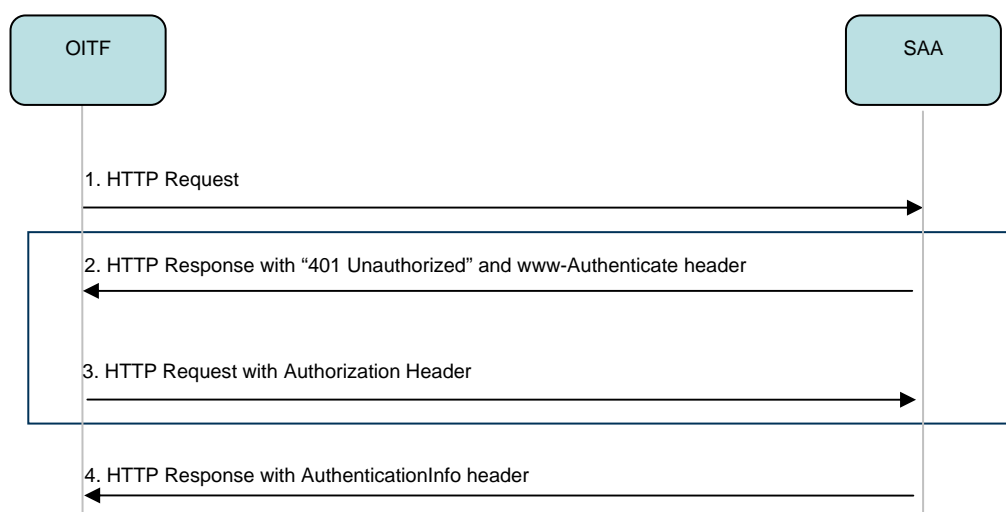 OITF
SAA
1. HTTP Request
2. HTTP Response with “401 Unauthorized” and www-Authenticate header
3. HTTP Request with Authorization Header
4. HTTP Response with AuthenticationInfo header